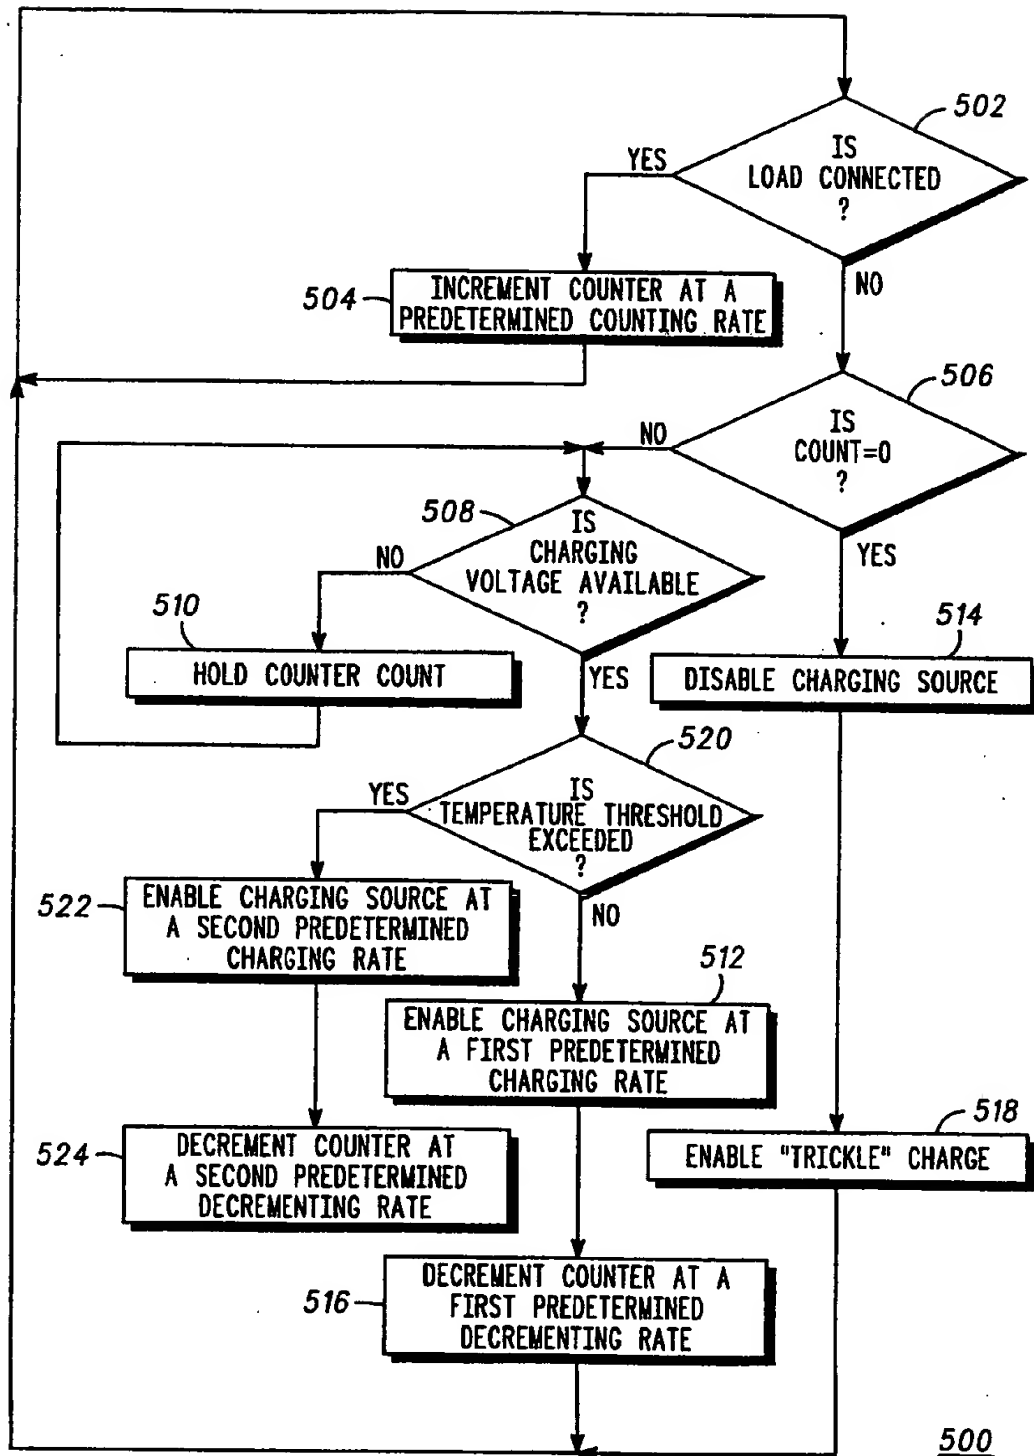 502
IS
LOAD CONNECTED
?
YES
NO
504
INCREMENT COUNTER AT A
PREDETERMINED COUNTING RATE
506
IS
COUNT=0
?
NO
YES
508
IS
CHARGING
VOLTAGE AVAILABLE
?
NO
YES
510
HOLD COUNTER COUNT
514
DISABLE CHARGING SOURCE
520
IS
TEMPERATURE THRESHOLD
EXCEEDED
?
YES
NO
522
ENABLE CHARGING SOURCE AT
A SECOND PREDETERMINED
CHARGING RATE
512
ENABLE CHARGING SOURCE AT
A FIRST PREDETERMINED
CHARGING RATE
524
DECREMENT COUNTER AT
A SECOND PREDETERMINED
DECREMENTING RATE
518
ENABLE "TRICKLE" CHARGE
516
DECREMENT COUNTER AT A
FIRST PREDETERMINED
DECREMENTING RATE
500